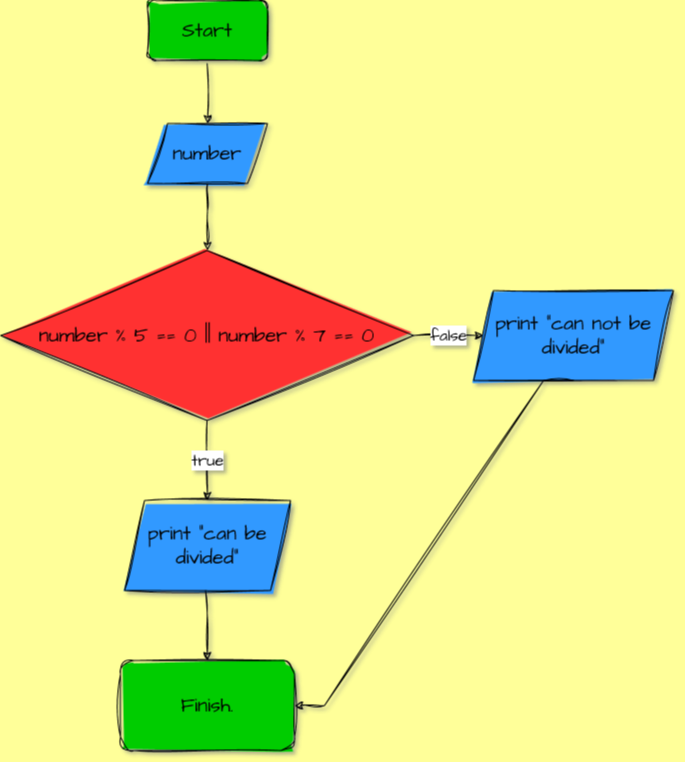 Start
number
number % 5 == 0 || number % 7 == 0
false
print "can not be
divided"
true
print "can be
divided"
Finish.